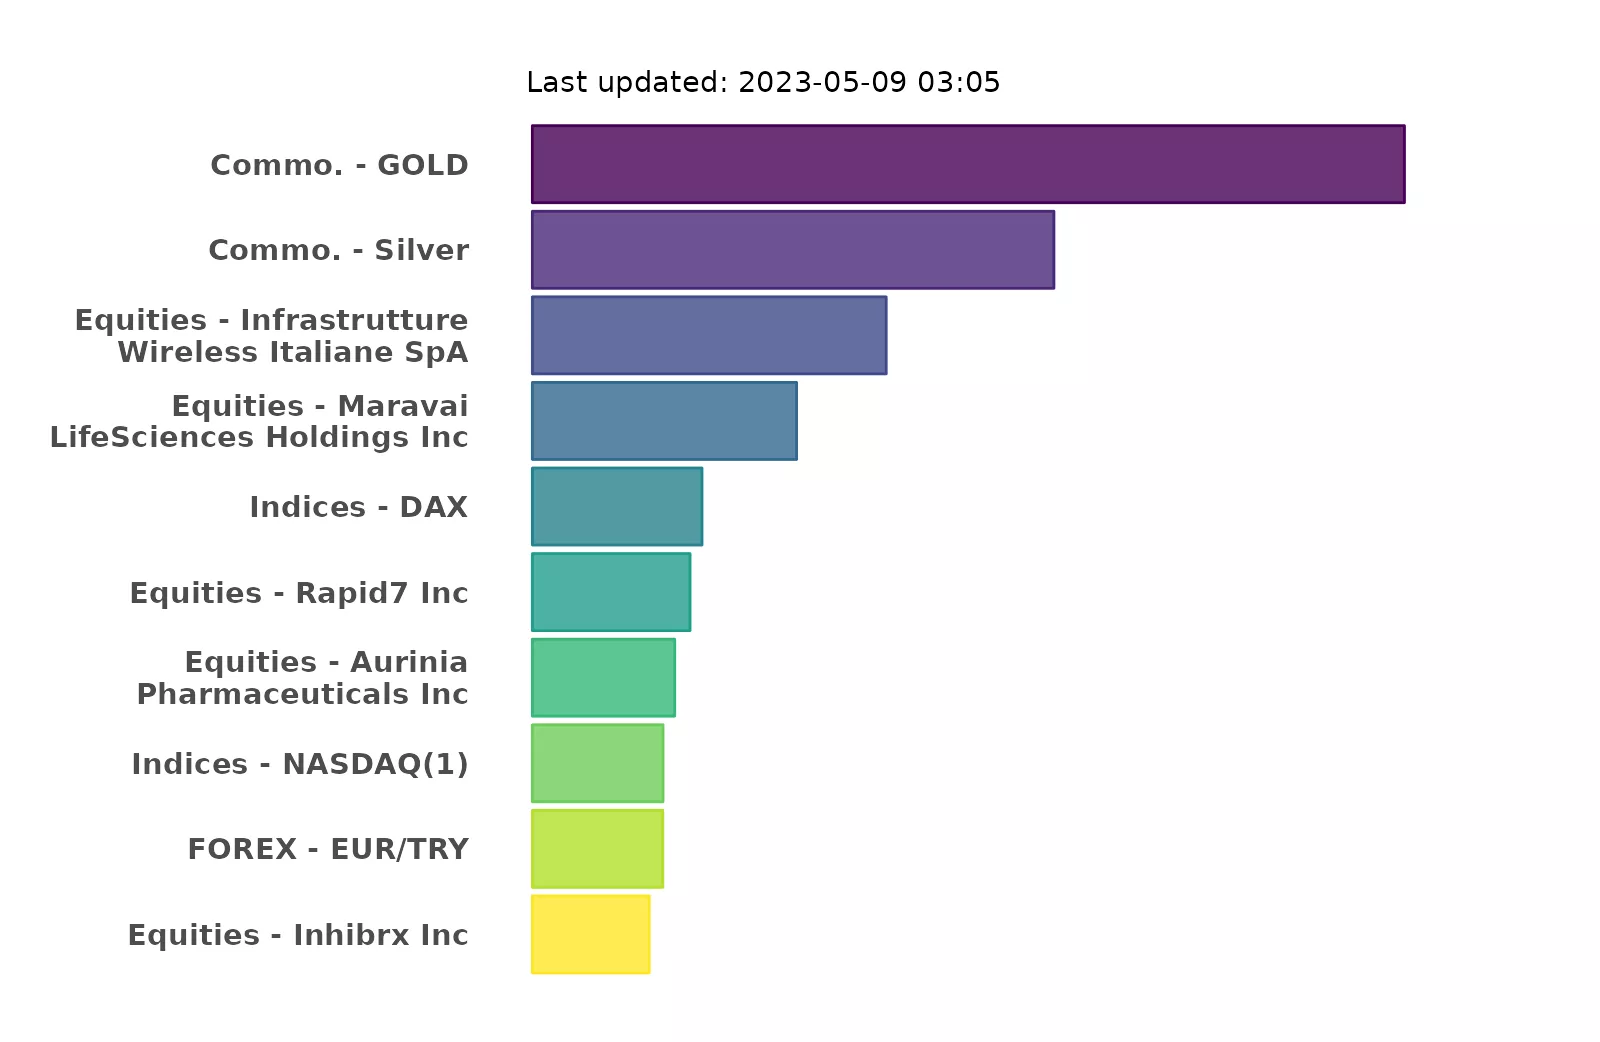 Last updated: 2023-05-09 03:05
Commo. - GOLD
Commo. - Silver
Equities - Infrastrutture
Wireless Italiane SpA
Equities - Maravai
LifeSciences Holdings Inc
Indices - DAX
Equities - Rapid7 Inc
Equities - Aurinia
Pharmaceuticals Inc
Indices - NASDAQ(1)
FOREX - EUR/TRY
Equities - Inhibrx Inc